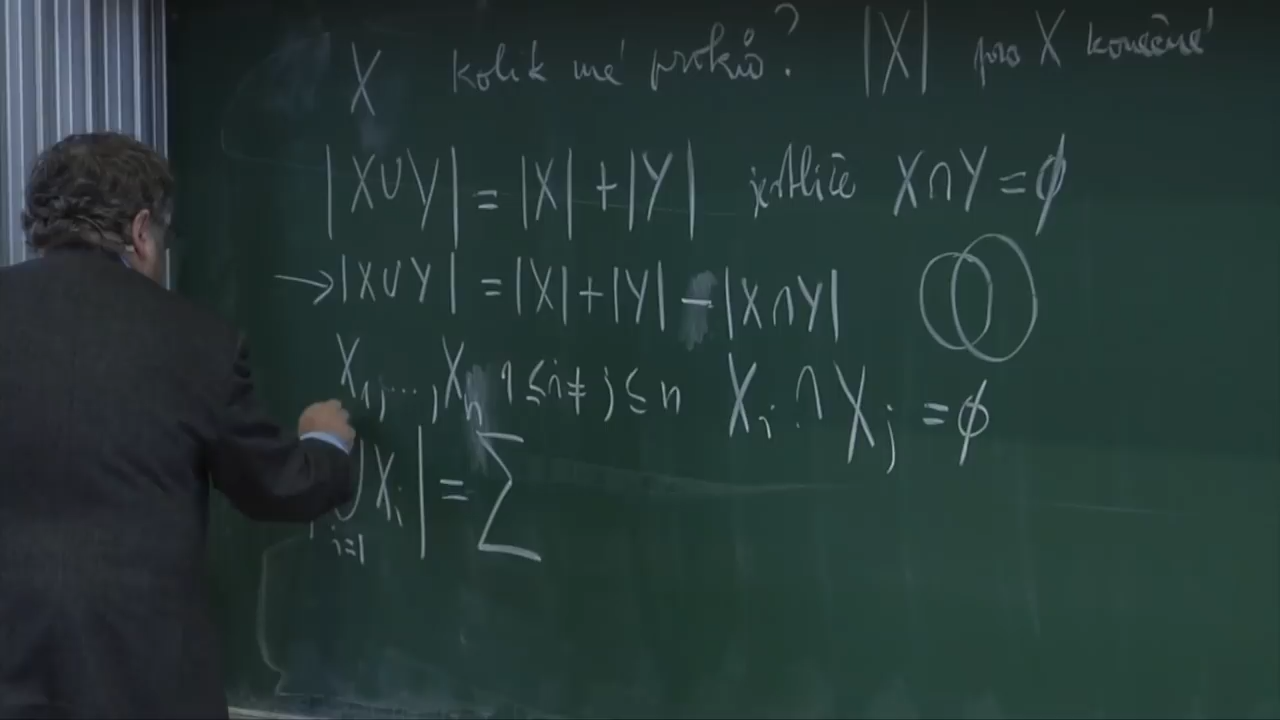 X kolik má prvků? |X| pro X konečné
|X∪Y| = |X| + |Y| jestliže X∩Y = ∅
→ |X∪Y| = |X| + |Y| − |X∩Y|
X₁, ..., Xₙ 1 ≤ i ≠ j ≤ n Xᵢ ∩ Xⱼ = ∅
|⋃ᵢ₌₁ Xᵢ| = ∑